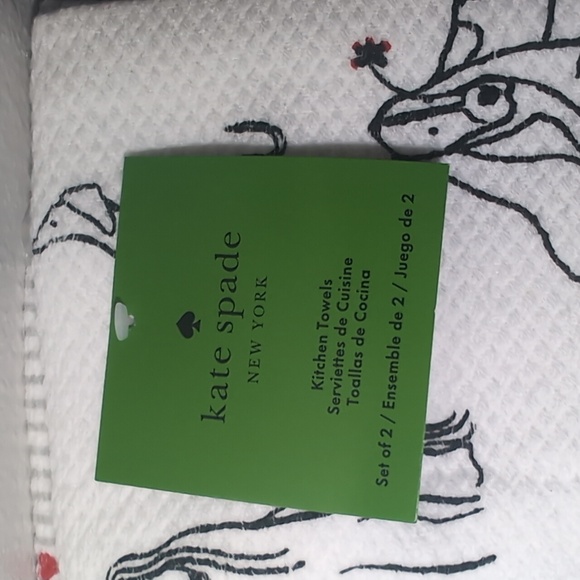 kate spade
NEW YORK
Kitchen Towels
Serviettes de Cuisine
Toallas de Cocina
Set of 2 / Ensemble de 2 / Juego de 2